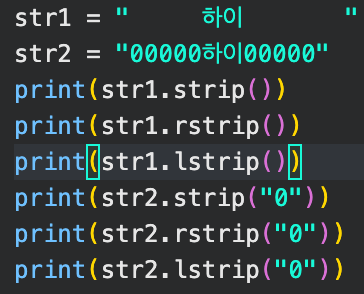 str1 = "      하이        "
str2 = "00000하이00000"
print(str1.strip())
print(str1.rstrip())
print(str1.lstrip())
print(str2.strip("0"))
print(str2.rstrip("0"))
print(str2.lstrip("0"))